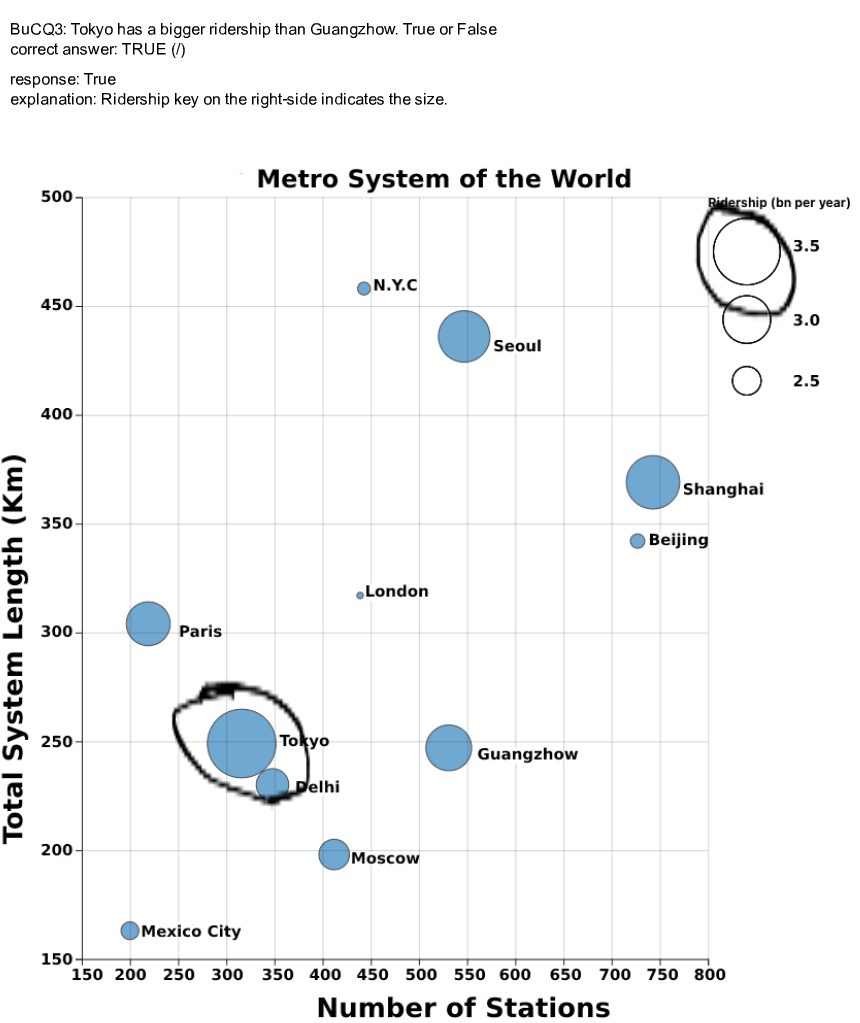 BuCQ3: Tokyo has a bigger ridership than Guangzhow. True or False
correct answer: TRUE (/)
response: True
explanation: Ridership key on the right-side indicates the size.
Metro System of the World
Ridership (bn per year)
3.5
3.0
2.5
Total System Length (Km)
500
450
400
350
300
250
200
150
N.Y.C
Seoul
Shanghai
Beijing
London
Paris
Tokyo
Guangzhow
Delhi
Moscow
Mexico City
150 200 250 300 350 400 450 500 550 600 650 700 750 800
Number of Stations